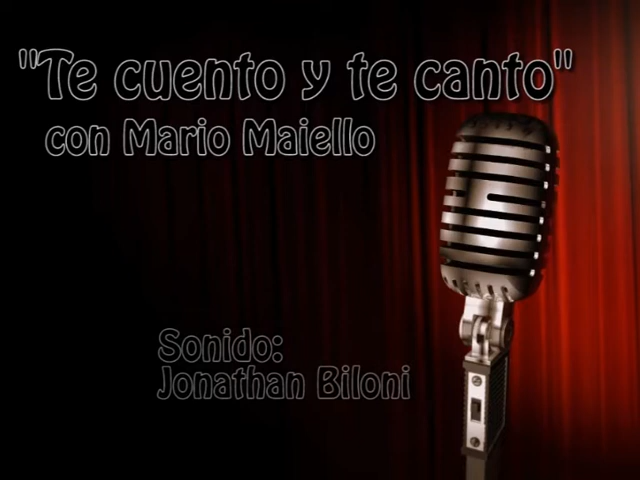 "Te cuento y te canto"
con Mario Maiello
Sonido:
Jonathan Biloni